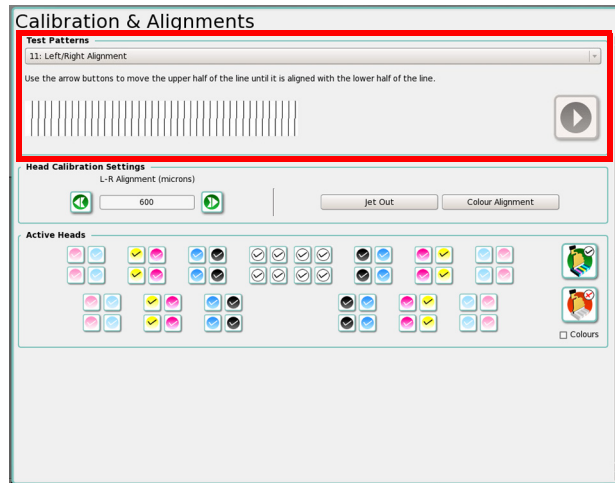 Calibration & Alignments
Test Patterns
11: Left/Right Alignment
Use the arrow buttons to move the upper half of the line until it is aligned with the lower half of the line.
Head Calibration Settings
L-R Alignment (microns)
600
Jet Out
Colour Alignment
Active Heads
Colours